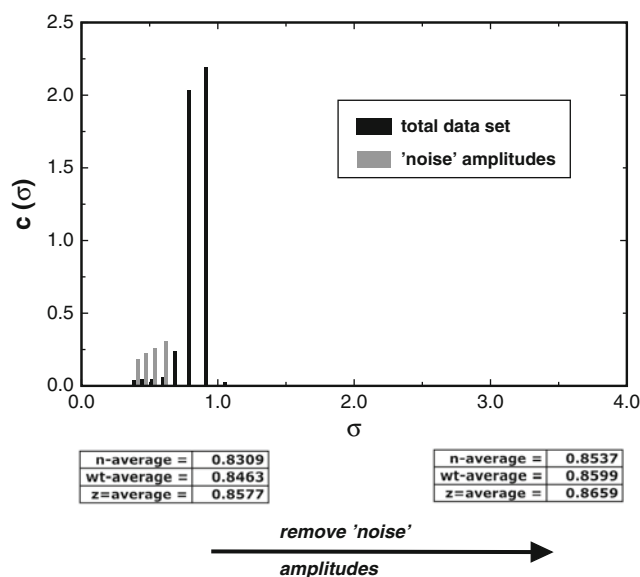 2.5
2.0
1.5
1.0
0.5
0.0
c (σ)
total data set
'noise' amplitudes
0.0 1.0 2.0 3.0 4.0
σ
n-average = 0.8309
wt-average = 0.8463
z=average = 0.8577
n-average = 0.8537
wt-average = 0.8599
z=average = 0.8659
remove 'noise'
amplitudes